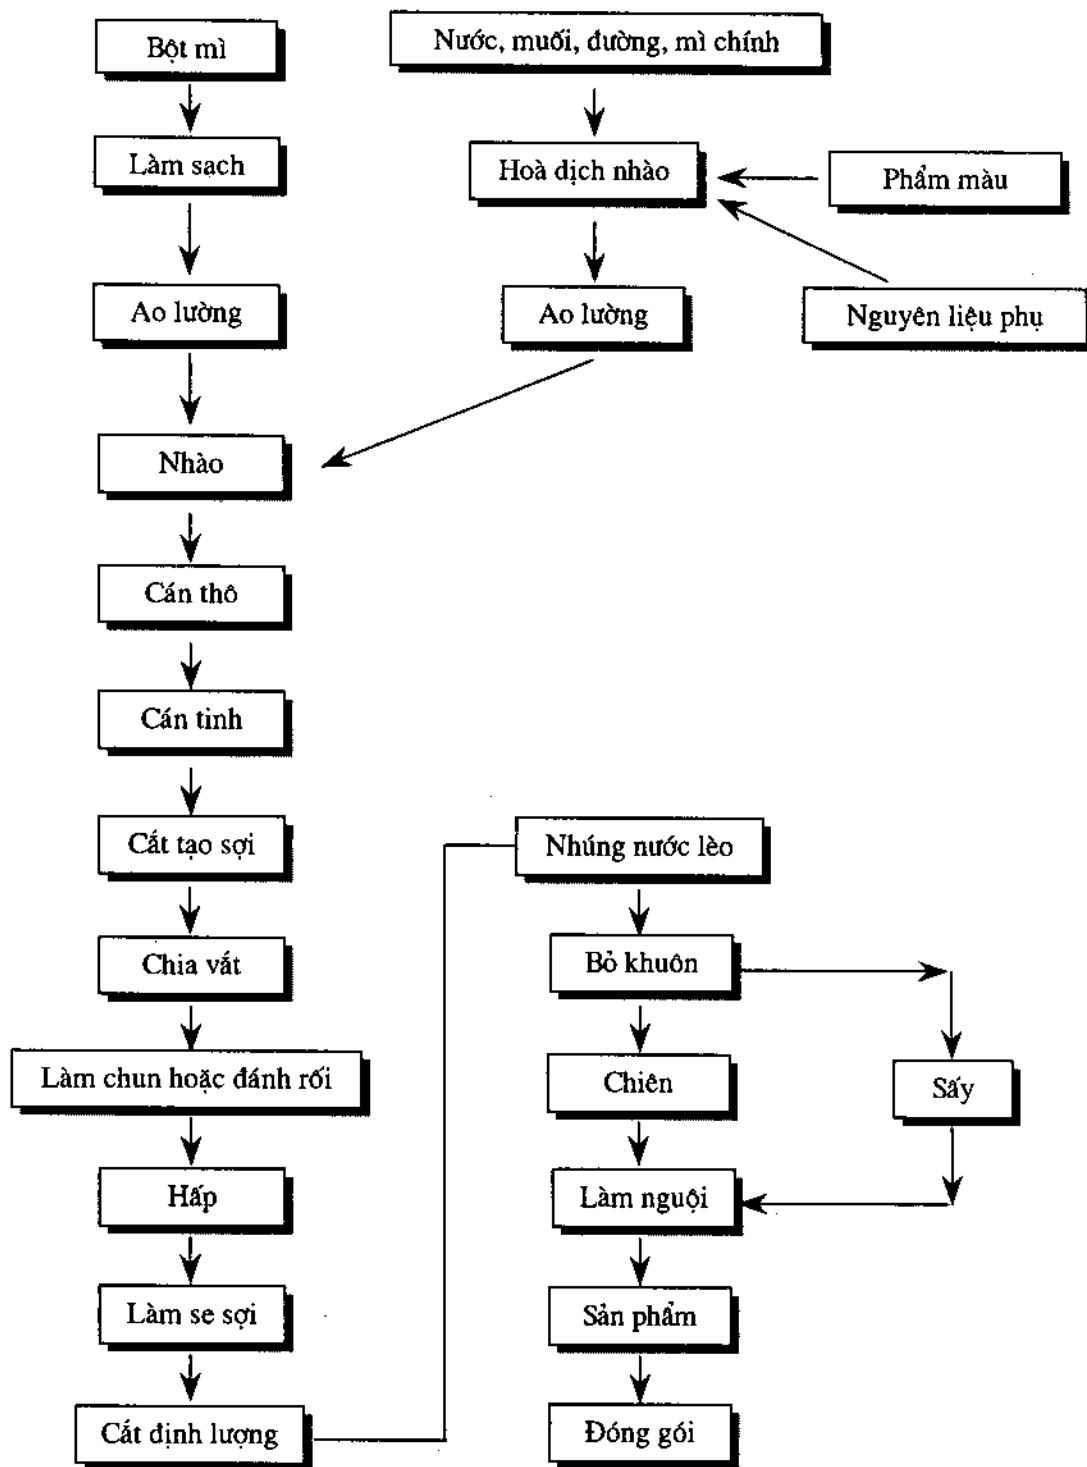 Bột mì
Nước, muối, đường, mì chính
Làm sạch
Hoà dịch nhào
Phẩm màu
Ao lường
Ao lường
Nguyên liệu phụ
Nhào
Cán thô
Cán tinh
Cắt tạo sợi
Chia vắt
Làm chun hoặc đánh rối
Hấp
Làm se sợi
Cắt định lượng
Nhúng nước lèo
Bỏ khuôn
Chiên
Sấy
Làm nguội
Sản phẩm
Đóng gói